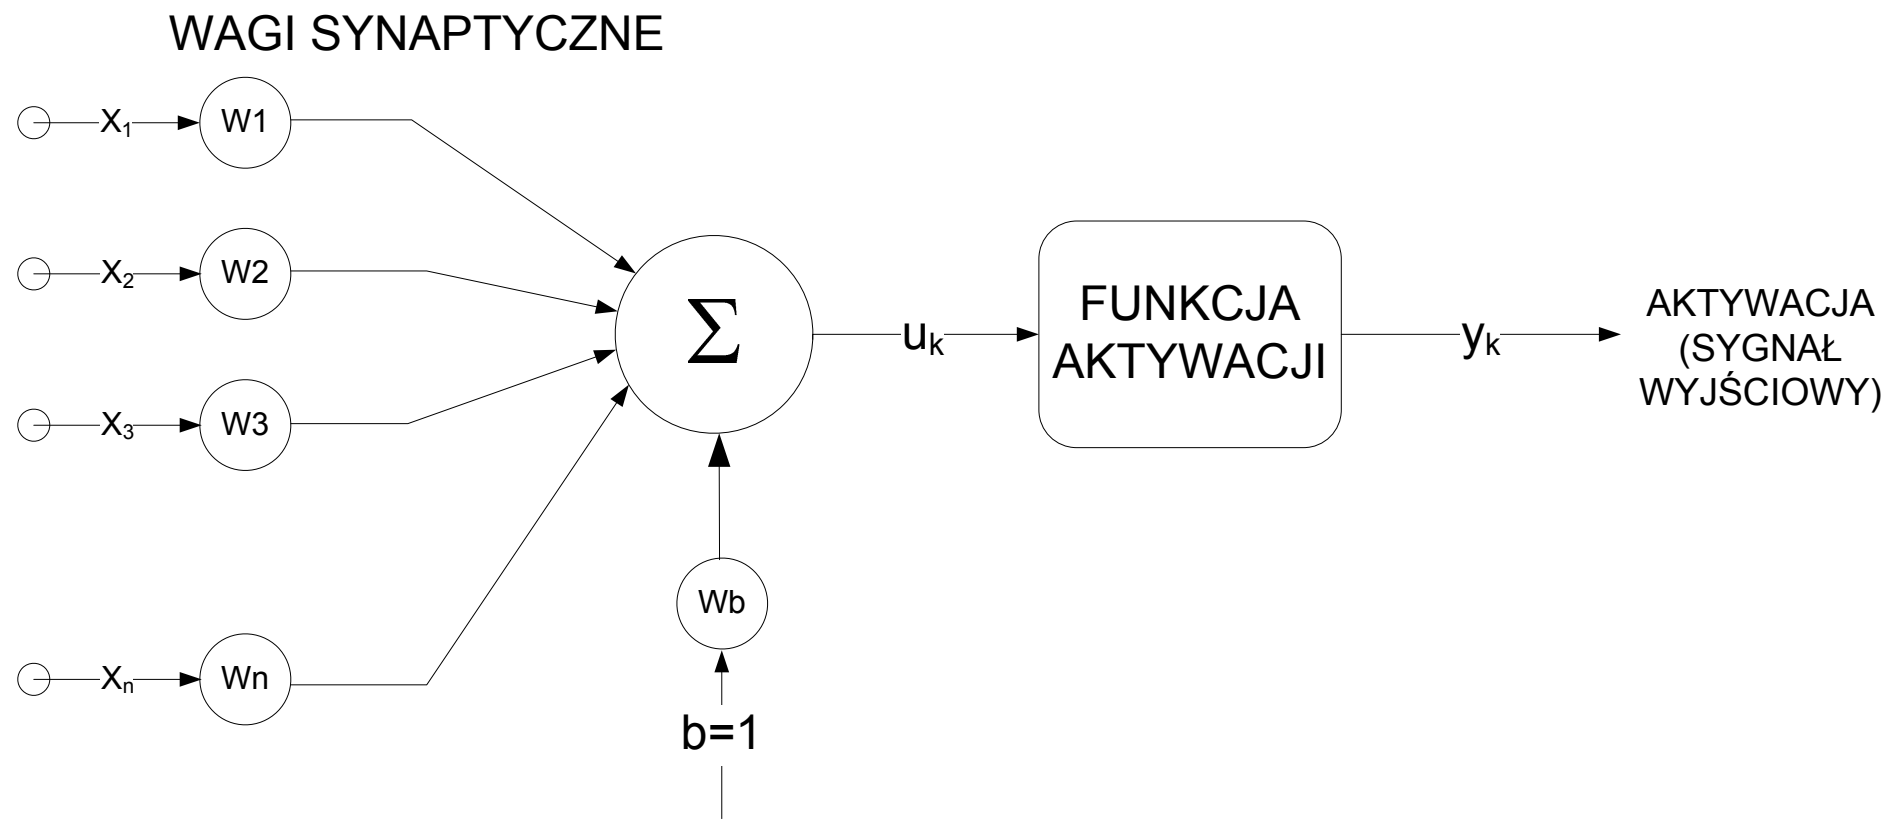 WAGI SYNAPTYCZNE
X₁ W1
X₂ W2
X₃ W3
Xₙ Wn
Σ
Wb
b=1
uₖ
FUNKCJA
AKTYWACJI
yₖ
AKTYWACJA
(SYGNAŁ
WYJŚCIOWY)